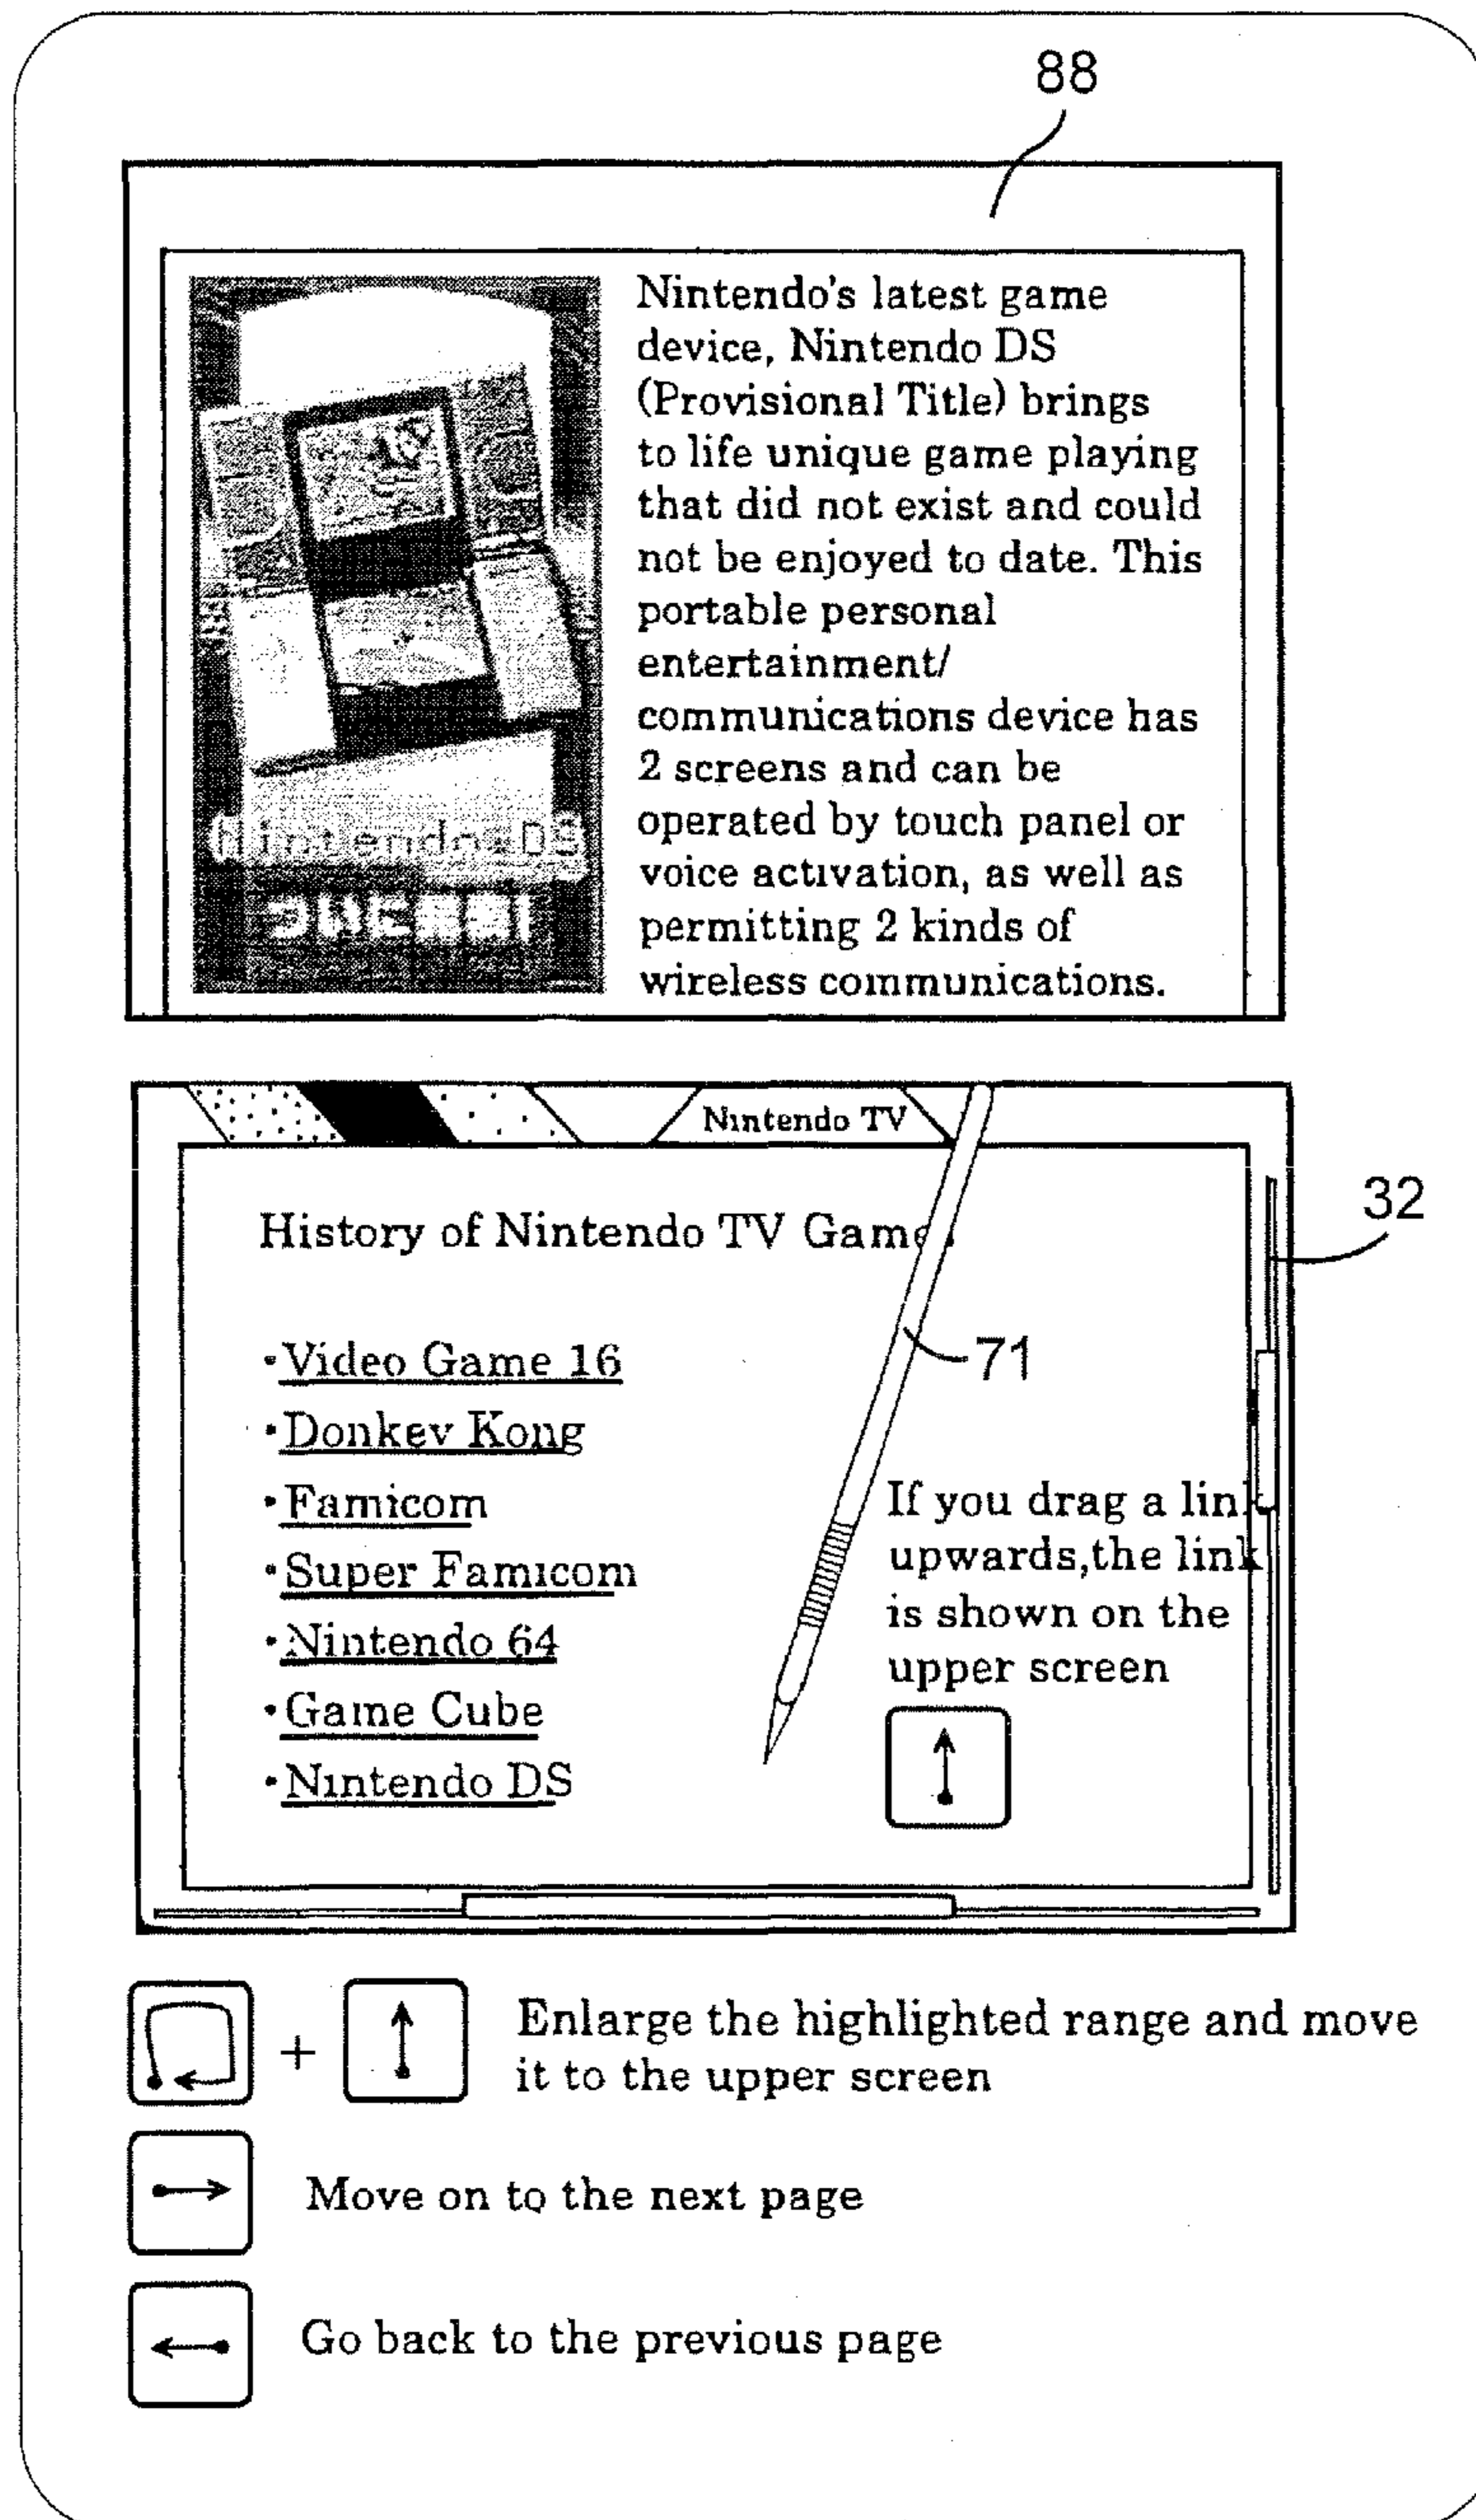 88
Nintendo's latest game
device, Nintendo DS
(Provisional Title) brings
to life unique game playing
that did not exist and could
not be enjoyed to date. This
portable personal
entertainment/
communications device has
2 screens and can be
operated by touch panel or
voice activation, as well as
permitting 2 kinds of
wireless communications.
Nintendo DS
Nintendo TV
32
History of Nintendo TV Game
71
·Video Game 16
·Donkey Kong
·Famicom
·Super Famicom
·Nintendo 64
·Game Cube
·Nintendo DS
If you drag a link
upwards,the link
is shown on the
upper screen
+
Enlarge the highlighted range and move
it to the upper screen
Move on to the next page
Go back to the previous page